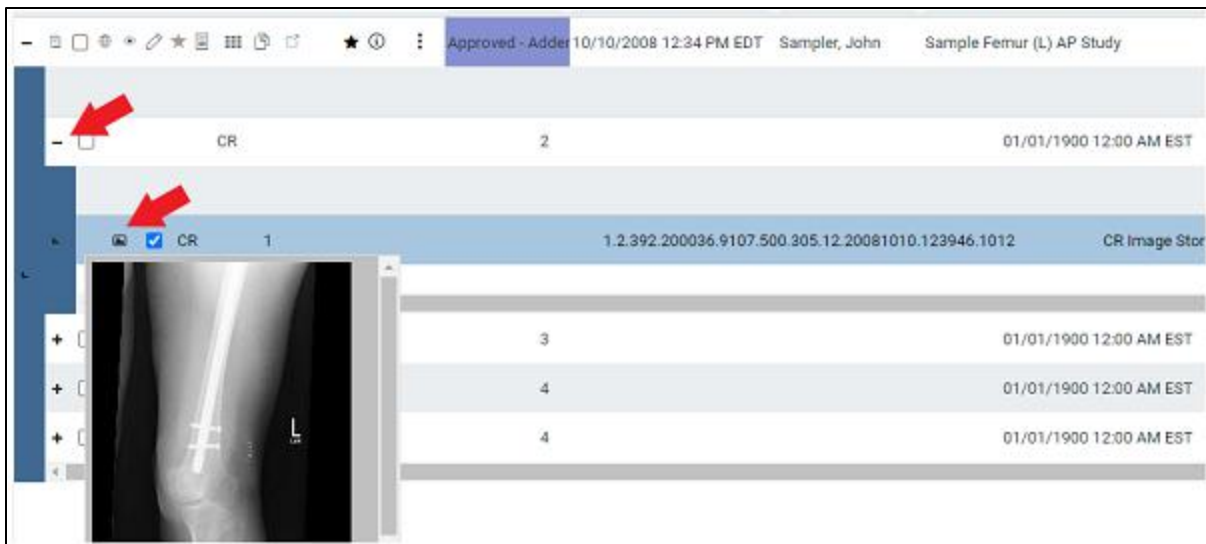 Approved - Adder 10/10/2008 12:34 PM EDT Sampler, John Sample Femur (L) AP Study
CR 2 01/01/1900 12:00 AM EST
CR 1 1.2.392.200036.9107.500.305.12.20081010.123946.1012 CR Image Stor
L
3 01/01/1900 12:00 AM EST
4 01/01/1900 12:00 AM EST
4 01/01/1900 12:00 AM EST